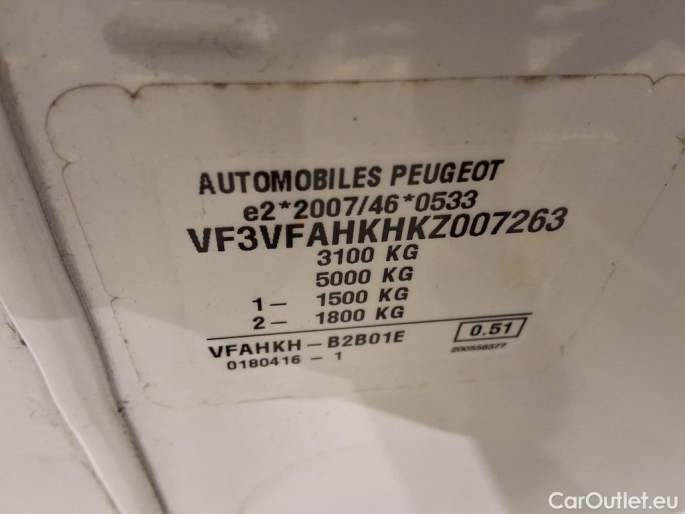 AUTOMOBILES PEUGEOT
e2*2007/46*0533
VF3VFAHKHKZ007263
3100 KG
5000 KG
1– 1500 KG
2– 1800 KG
VFAHKH–B2B01E
0.51
0180416 – 1
CarOutlet.eu